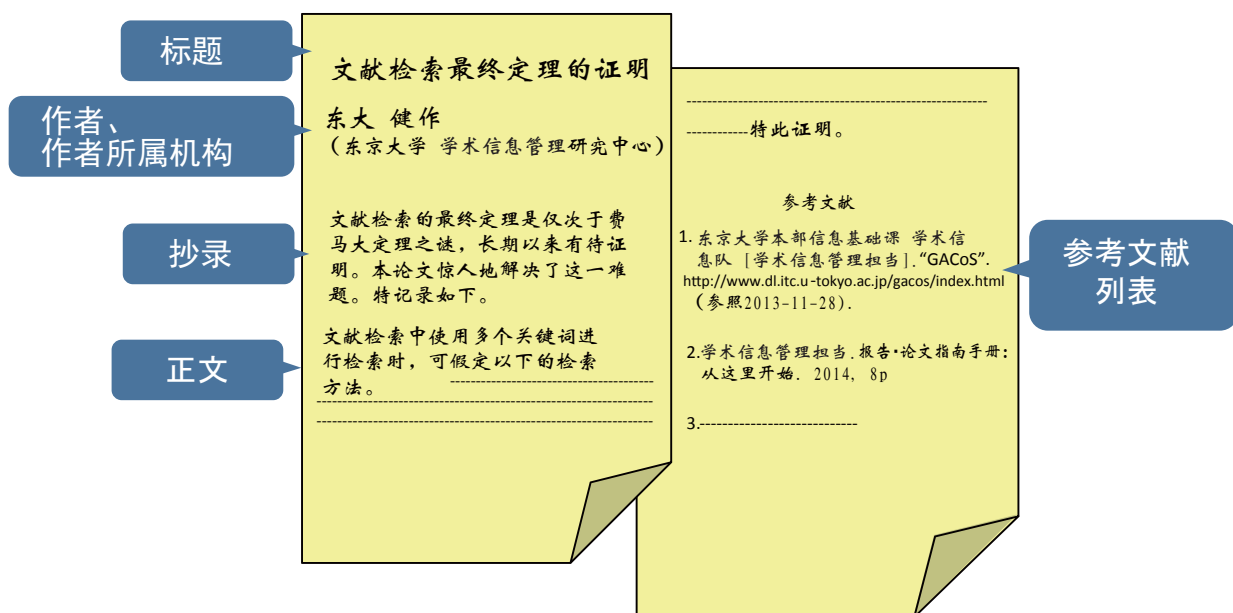 标题
文献检索最终定理的证明
作者、
作者所属机构
东大 健作
（东京大学 学术信息管理研究中心）
抄录
文献检索的最终定理是仅次于费
马大定理之谜，长期以来有待证
明。本论文惊人地解决了这一难
题。特记录如下。
正文
文献检索中使用多个关键词进
行检索时，可假定以下的检索
方法。
特此证明。
参考文献
1. 东京大学本部信息基础课 学术信
息队 [学术信息管理担当].“GACoS”.
http://www.dl.itc.u-tokyo.ac.jp/gacos/index.html
(参照2013-11-28).
2.学术信息管理担当.报告·论文指南手册：
从这里开始. 2014, 8p
3.
参考文献
列表